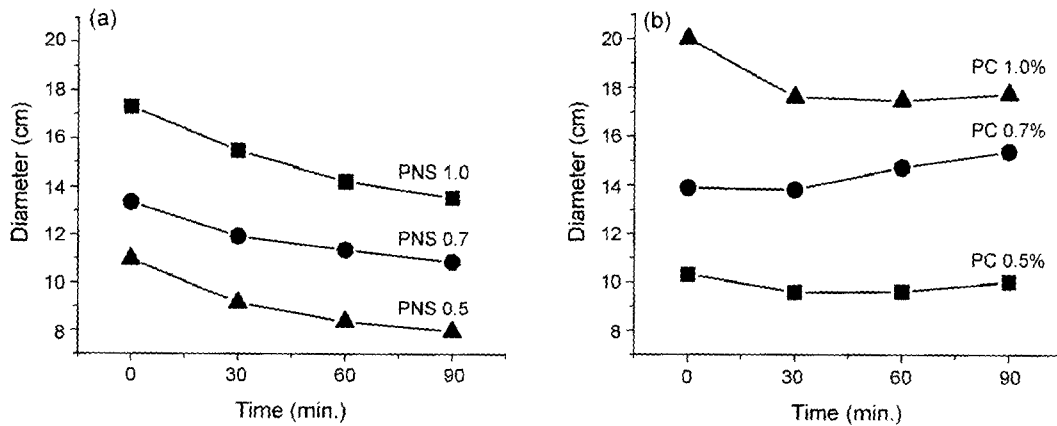 (a)
20
18
16
14
12
10
8
Diameter (cm)
PNS 1.0
PNS 0.7
PNS 0.5
0 30 60 90
Time (min.)
(b)
20
18
16
14
12
10
8
Diameter (cm)
PC 1.0%
PC 0.7%
PC 0.5%
0 30 60 90
Time (min.)